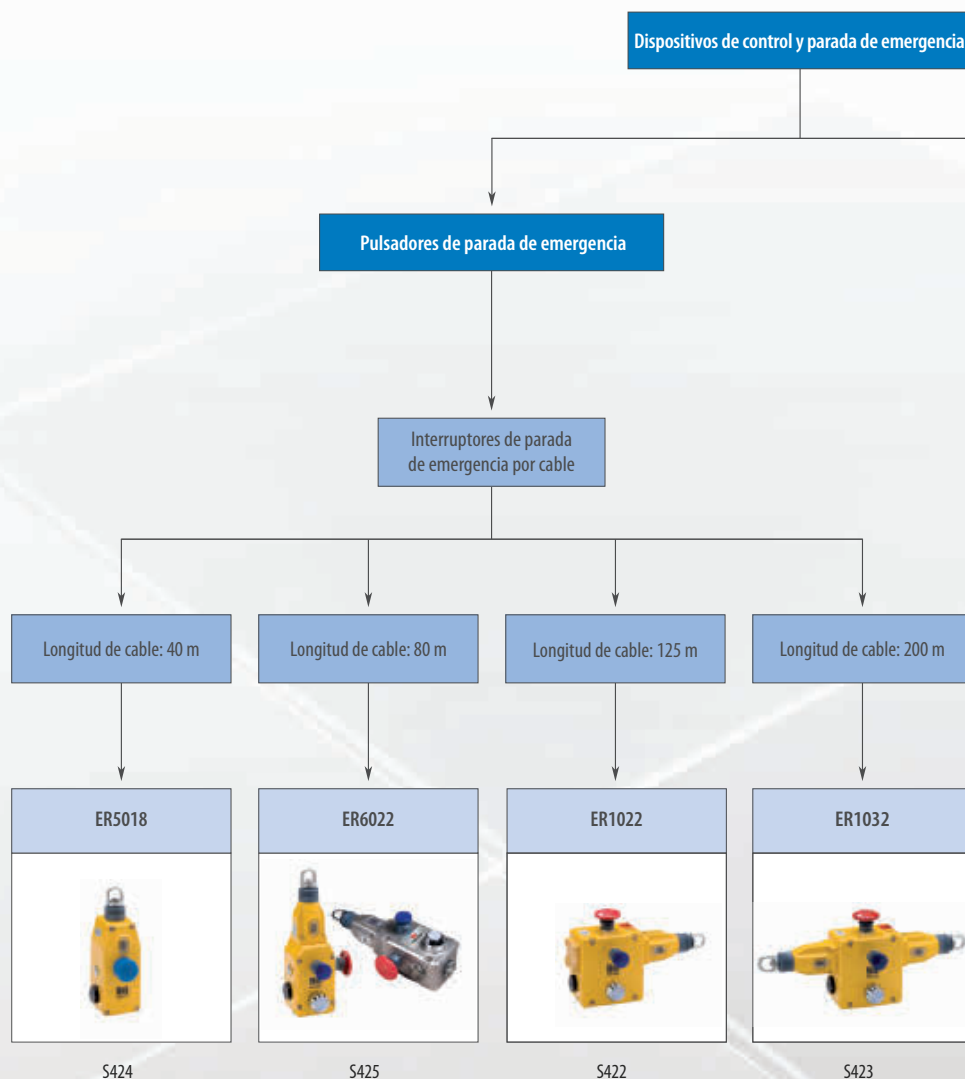 Dispositivos de control y parada de emergencia
Pulsadores de parada de emergencia
Interruptores de parada
de emergencia por cable
Longitud de cable: 40 m
Longitud de cable: 80 m
Longitud de cable: 125 m
Longitud de cable: 200 m
ER5018
ER6022
ER1022
ER1032
S424
S425
S422
S423